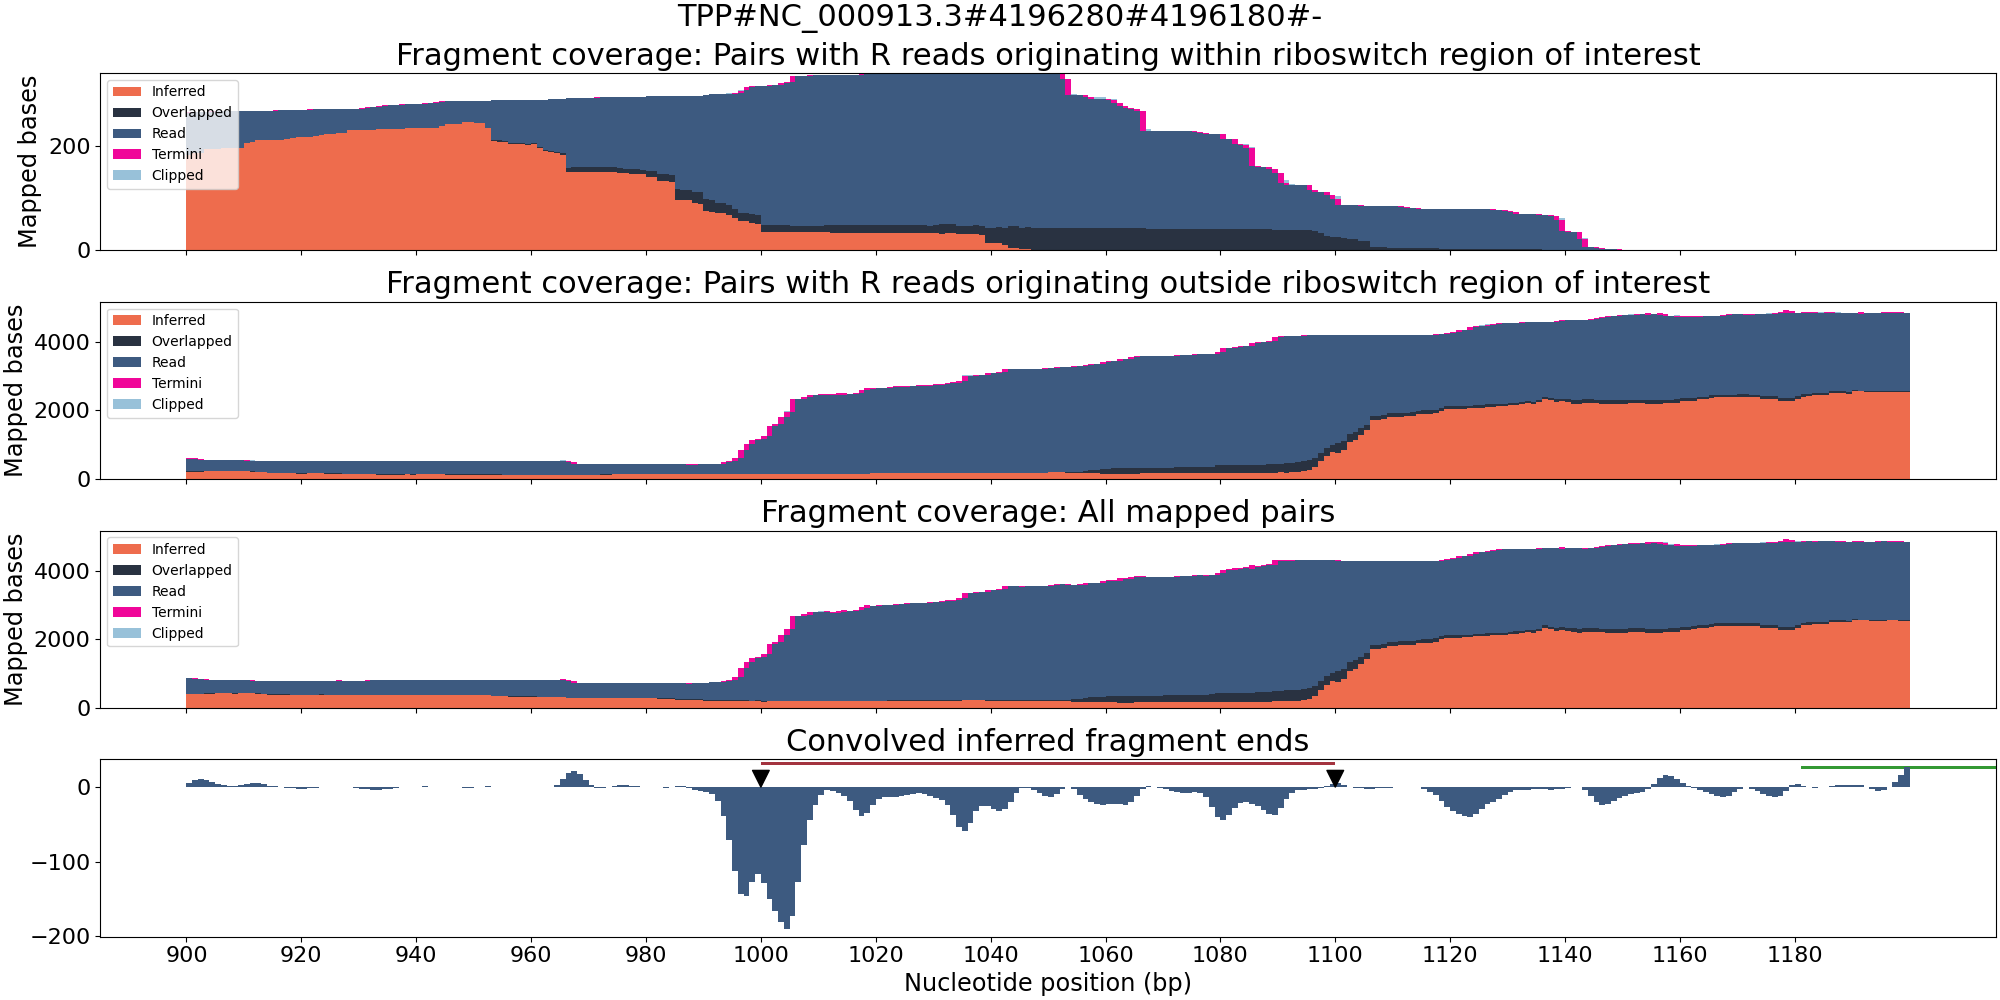 TPP#NC_000913.3#4196280#4196180#-
Fragment coverage: Pairs with R reads originating within riboswitch region of interest
Mapped bases
200
0
Inferred
Overlapped
Read
Termini
Clipped
Fragment coverage: Pairs with R reads originating outside riboswitch region of interest
Mapped bases
4000
2000
0
Inferred
Overlapped
Read
Termini
Clipped
Fragment coverage: All mapped pairs
Mapped bases
4000
2000
0
Inferred
Overlapped
Read
Termini
Clipped
Convolved inferred fragment ends
0
−100
−200
900 920 940 960 980 1000 1020 1040 1060 1080 1100 1120 1140 1160 1180
Nucleotide position (bp)